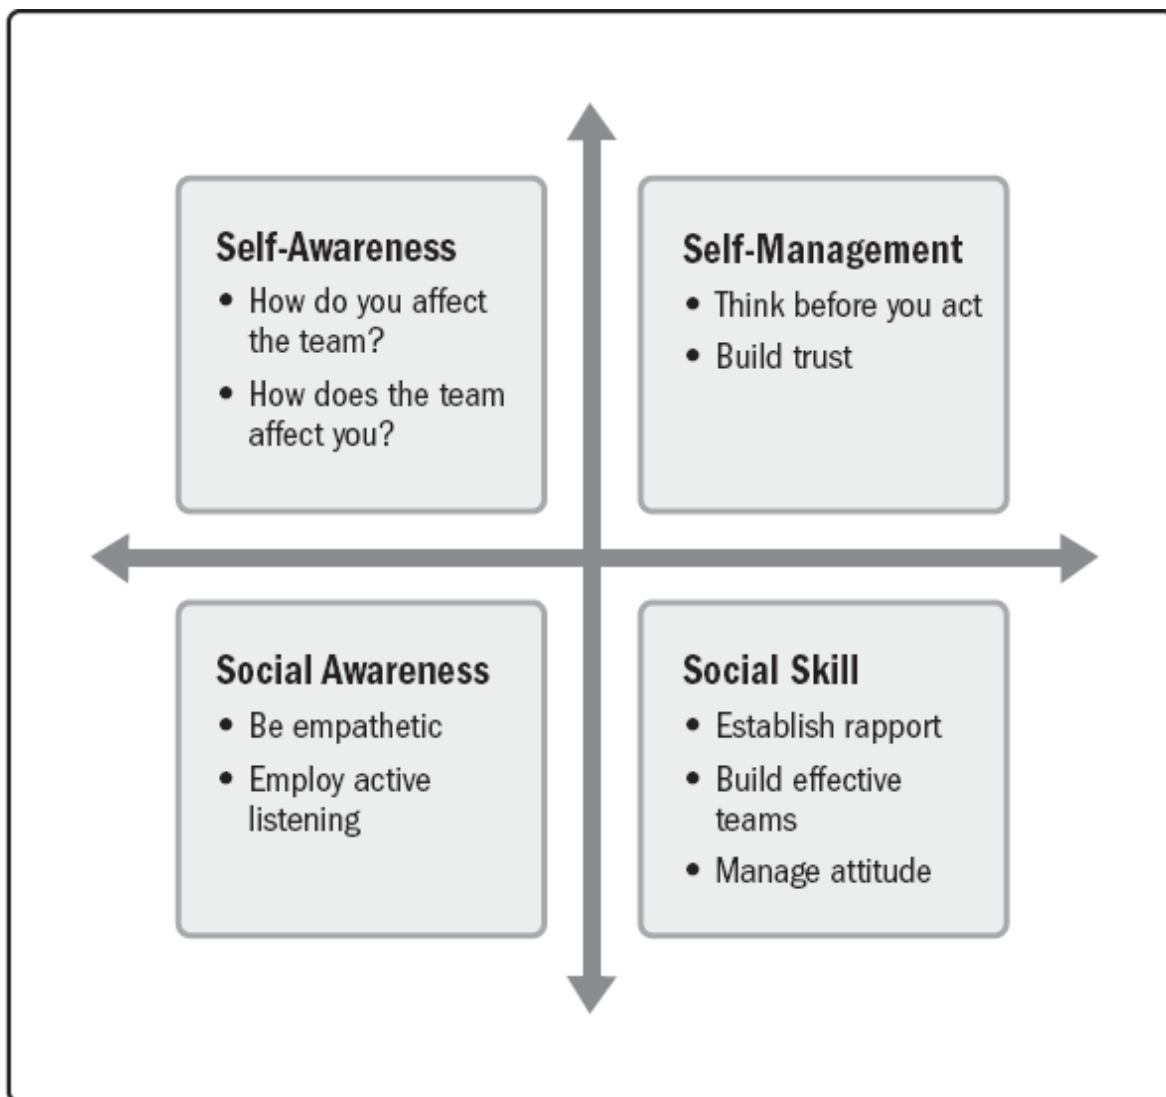 Self-Awareness
• How do you affect
the team?
• How does the team
affect you?
Self-Management
• Think before you act
• Build trust
Social Awareness
• Be empathetic
• Employ active
listening
Social Skill
• Establish rapport
• Build effective
teams
• Manage attitude